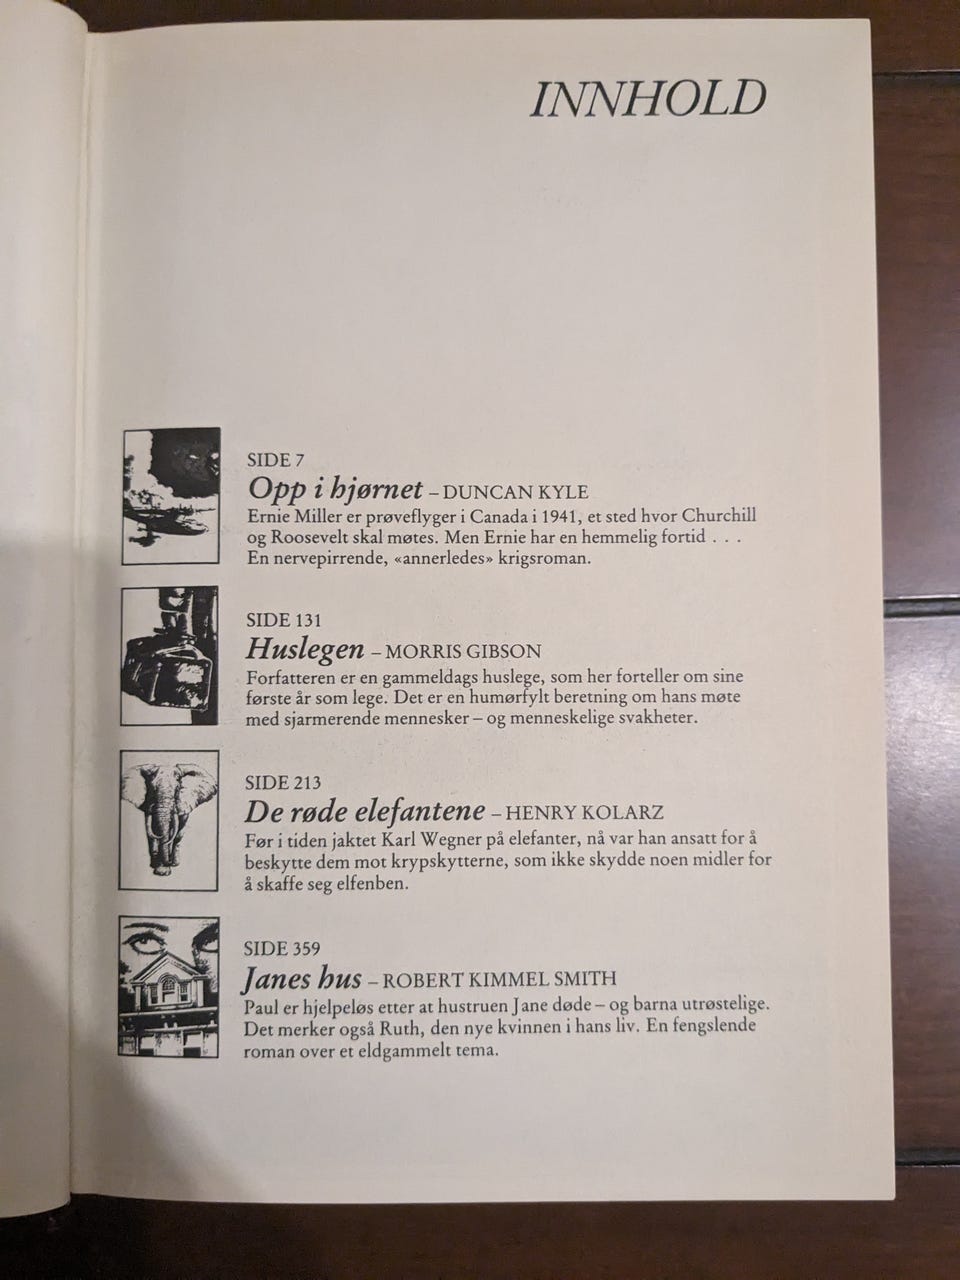 INNHOLD
SIDE 7
Opp i hjørnet – DUNCAN KYLE
Ernie Miller er prøveflyger i Canada i 1941, et sted hvor Churchill
og Roosevelt skal møtes. Men Ernie har en hemmelig fortid . . .
En nervepirrende, «annerledes» krigsroman.
SIDE 131
Huslegen – MORRIS GIBSON
Forfatteren er en gammeldags huslege, som her forteller om sine
første år som lege. Det er en humørfylt beretning om hans møte
med sjarmerende mennesker – og menneskelige svakheter.
SIDE 213
De røde elefantene – HENRY KOLARZ
Før i tiden jaktet Karl Wegner på elefanter, nå var han ansatt for å
beskytte dem mot krypskytterne, som ikke skydde noen midler for
å skaffe seg elfenben.
SIDE 359
Janes hus – ROBERT KIMMEL SMITH
Paul er hjelpeløs etter at hustruen Jane døde – og barna utrøstelige.
Det merker også Ruth, den nye kvinnen i hans liv. En fengslende
roman over et eldgammelt tema.